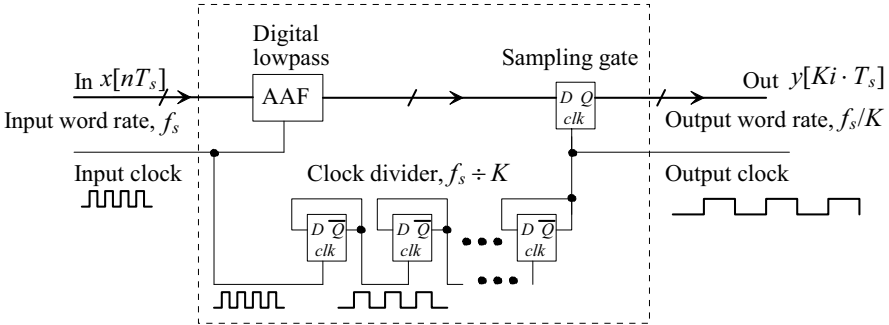 Digital
lowpass
Sampling gate
In x[nTₛ]
AAF
D Q
clk
Out y[Ki · Tₛ]
Input word rate, fₛ
Output word rate, fₛ/K
Input clock
Clock divider, fₛ ÷ K
Output clock
D Q̅
clk
D Q̅
clk
D Q̅
clk